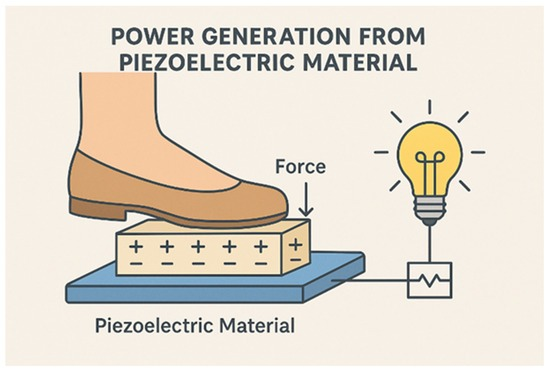 POWER GENERATION FROM
PIEZOELECTRIC MATERIAL
Force
+ + + + + +
− − − − − −
Piezoelectric Material